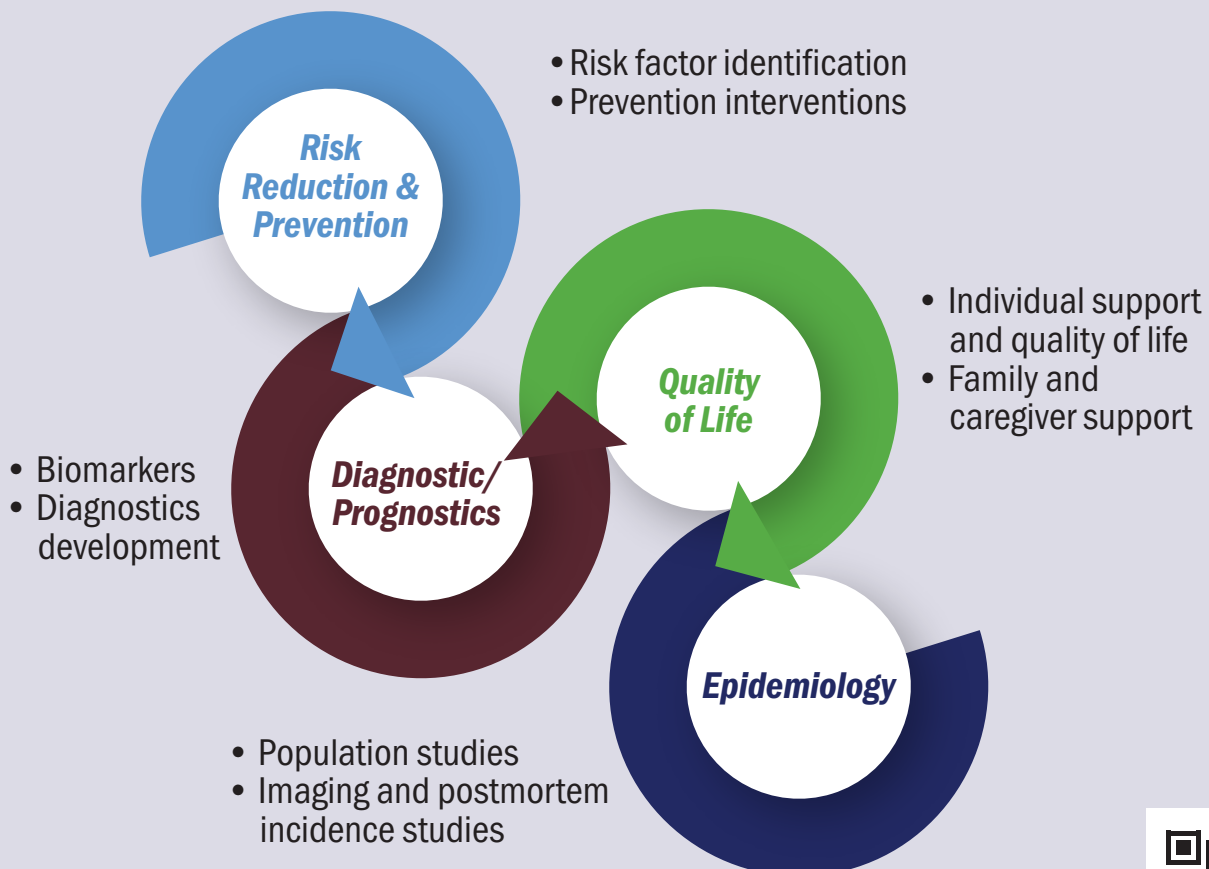 • Risk factor identification
• Prevention interventions
Risk
Reduction &
Prevention
• Individual support
and quality of life
• Family and
caregiver support
Quality
of Life
• Biomarkers
• Diagnostics
development
Diagnostic/
Prognostics
Epidemiology
• Population studies
• Imaging and postmortem
incidence studies